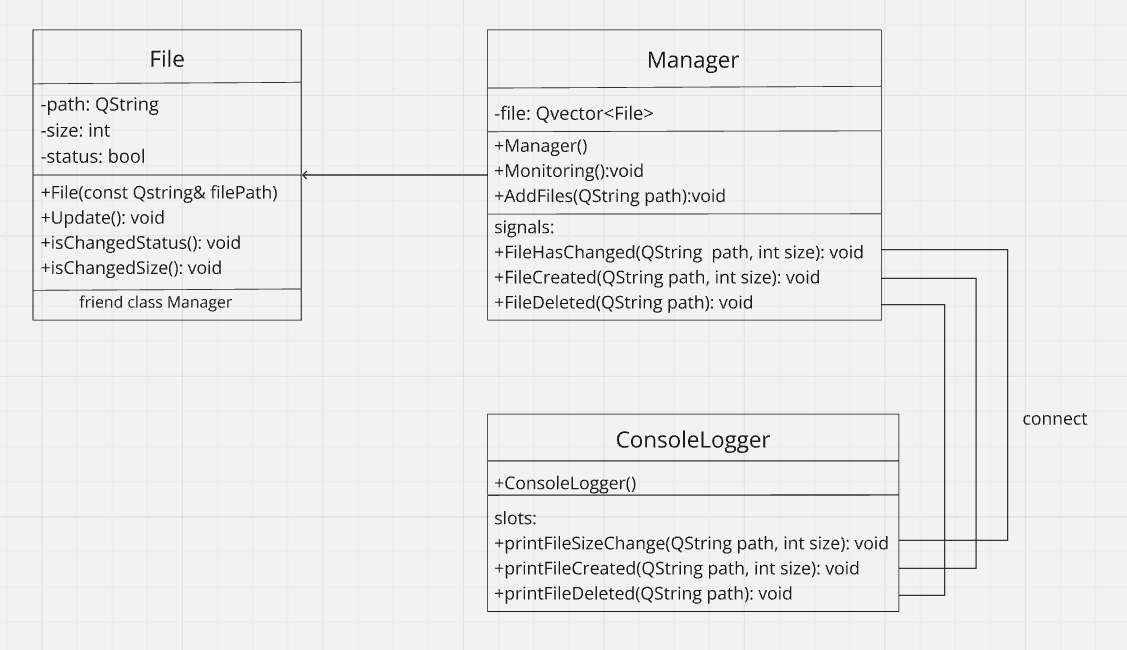 File
-path: QString
-size: int
-status: bool
+File(const Qstring& filePath)
+Update(): void
+isChangedStatus(): void
+isChangedSize(): void
friend class Manager
Manager
-file: Qvector<File>
+Manager()
+Monitoring():void
+AddFiles(QString path):void
signals:
+FileHasChanged(QString  path, int size): void
+FileCreated(QString path, int size): void
+FileDeleted(QString path): void
connect
ConsoleLogger
+ConsoleLogger()
slots:
+printFileSizeChange(QString path, int size): void
+printFileCreated(QString path, int size): void
+printFileDeleted(QString path): void